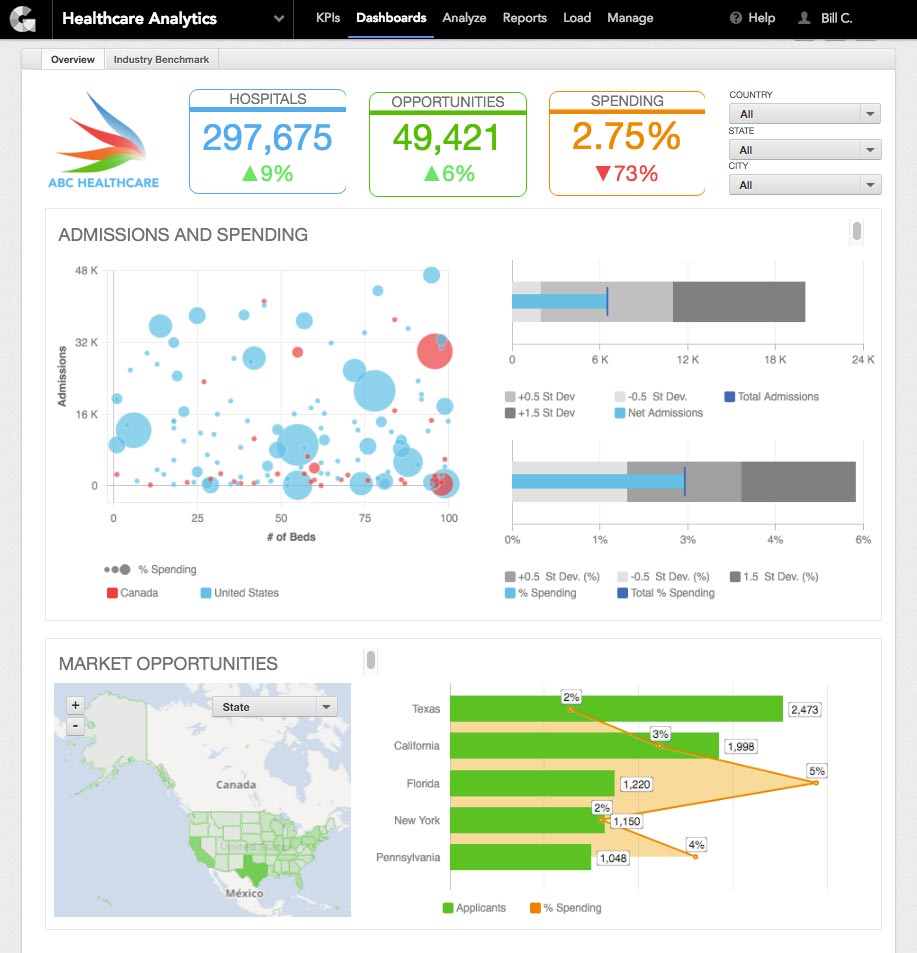 Healthcare Analytics
KPIs Dashboards Analyze Reports Load Manage
Help Bill C.
Overview Industry Benchmark
ABC HEALTHCARE
HOSPITALS
297,675
▲9%
OPPORTUNITIES
49,421
▲6%
SPENDING
2.75%
▼73%
COUNTRY
All
STATE
All
CITY
All
ADMISSIONS AND SPENDING
Admissions
48 K
32 K
16 K
0
0 25 50 75 100
# of Beds
% Spending
Canada United States
0 6 K 12 K 18 K 24 K
+0.5 St Dev -0.5 St Dev. Total Admissions
+1.5 St Dev Net Admissions
0% 1% 3% 4% 6%
+0.5 St Dev. (%) -0.5 St Dev. (%) 1.5 St Dev. (%)
% Spending Total % Spending
MARKET OPPORTUNITIES
+
-
State
Canada
United States
México
Texas 2% 2,473
California 3% 1,998
Florida 1,220 5%
New York 2% 1,150
Pennsylvania 1,048 4%
Applicants % Spending